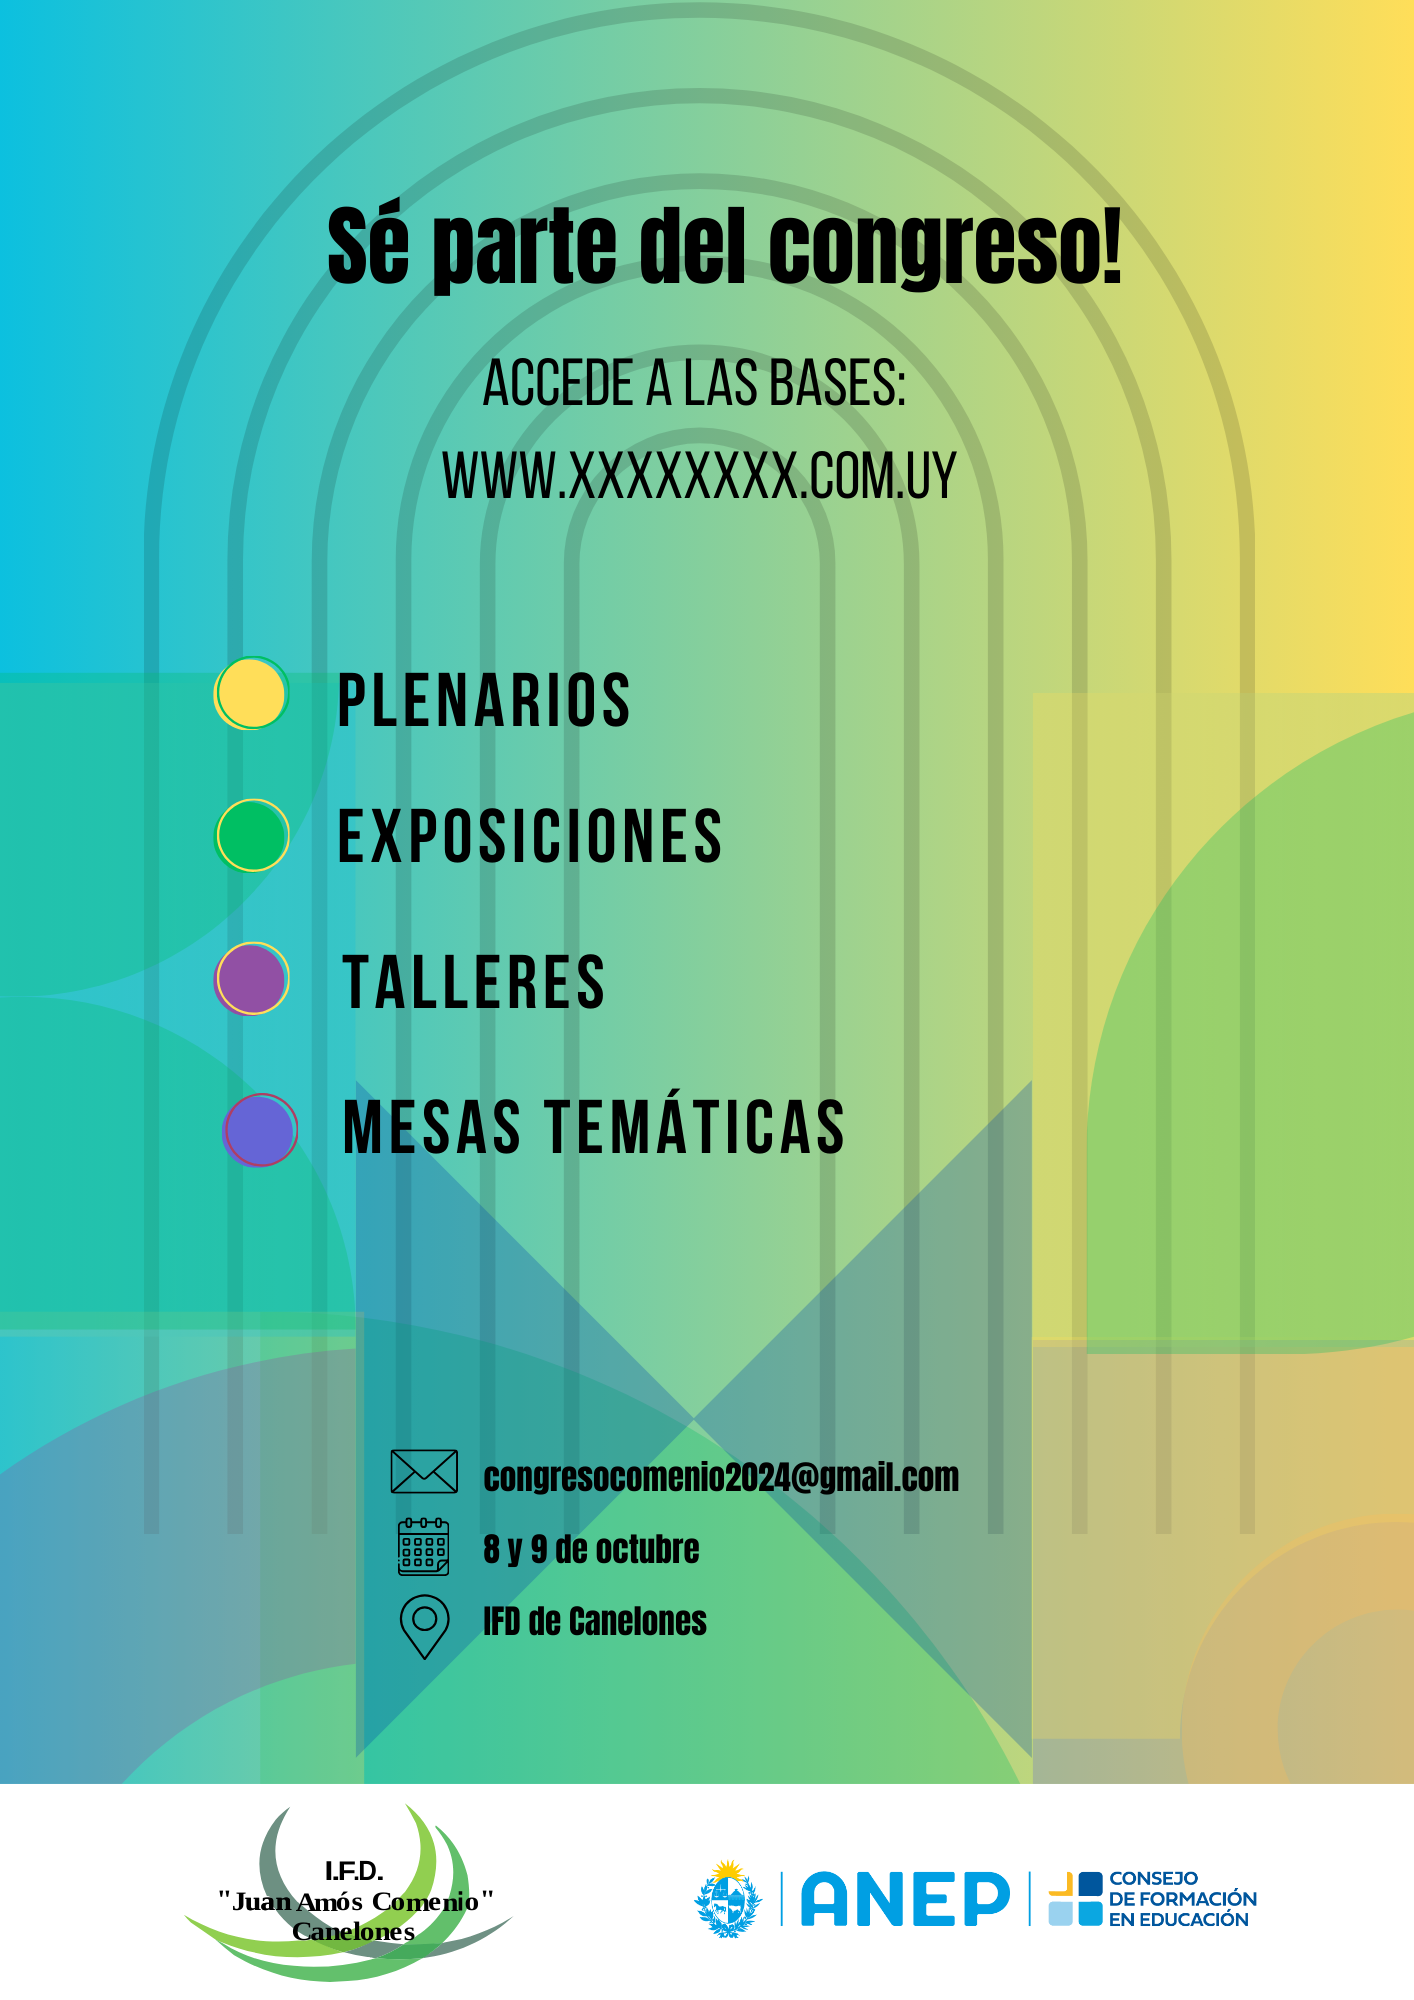 Sé parte del congreso!
ACCEDE A LAS BASES:
WWW.XXXXXXXX.COM.UY
PLENARIOS
EXPOSICIONES
TALLERES
MESAS TEMÁTICAS
congresocomenio2024@gmail.com
8 y 9 de octubre
IFD de Canelones
I.F.D.
"Juan Amós Comenio"
Canelones
ANEP
CONSEJO
DE FORMACIÓN
EN EDUCACIÓN